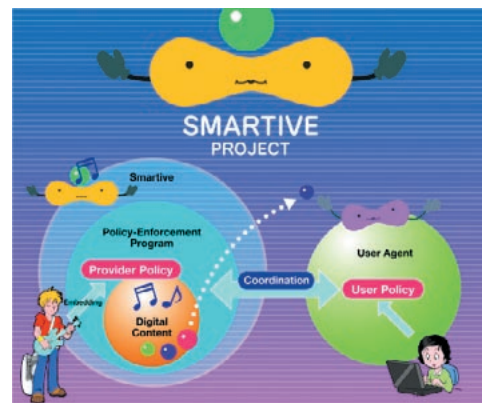 SMARTIVE
PROJECT
Smartive
Policy-Enforcement
Program
Provider Policy
Embedding
Digital
Content
Coordination
User Agent
User Policy